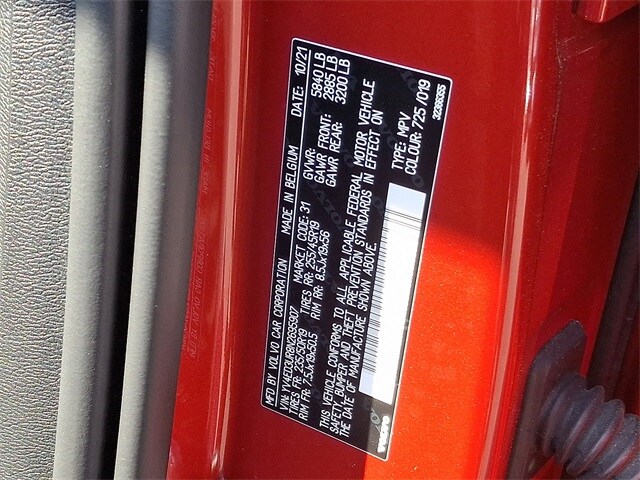 MFD BY VOLVO CAR CORPORATION MADE IN BELGIUM DATE: 10/21
VIN: YV4ED3UR8N2685907 MARKET CODE: 31 GVWR: 5840 LB
TIRES FR: 235/50R19 TIRES RR: 255/45R19 GAWR FRONT: 2885 LB
RIM FR: 7.5Jx19x50.5 RIM RR: 8.5Jx19x56 GAWR REAR: 3200 LB
THIS VEHICLE CONFORMS TO ALL APPLICABLE FEDERAL MOTOR VEHICLE
SAFETY, BUMPER AND THEFT PREVENTION STANDARDS IN EFFECT ON
THE DATE OF MANUFACTURE SHOWN ABOVE.
TYPE: MPV
COLOUR: 725 /019
VOLVO